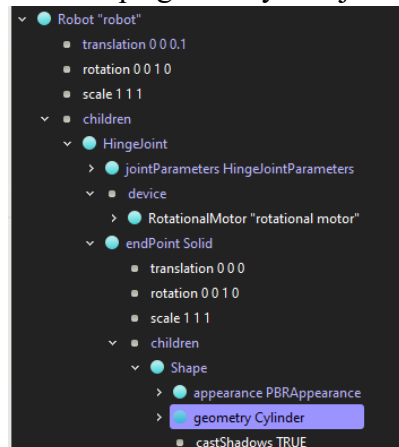 Robot "robot"
translation 0 0 0.1
rotation 0 0 1 0
scale 1 1 1
children
HingeJoint
jointParameters HingeJointParameters
device
RotationalMotor "rotational motor"
endPoint Solid
translation 0 0 0
rotation 0 0 1 0
scale 1 1 1
children
Shape
appearance PBRAppearance
geometry Cylinder
castShadows TRUE